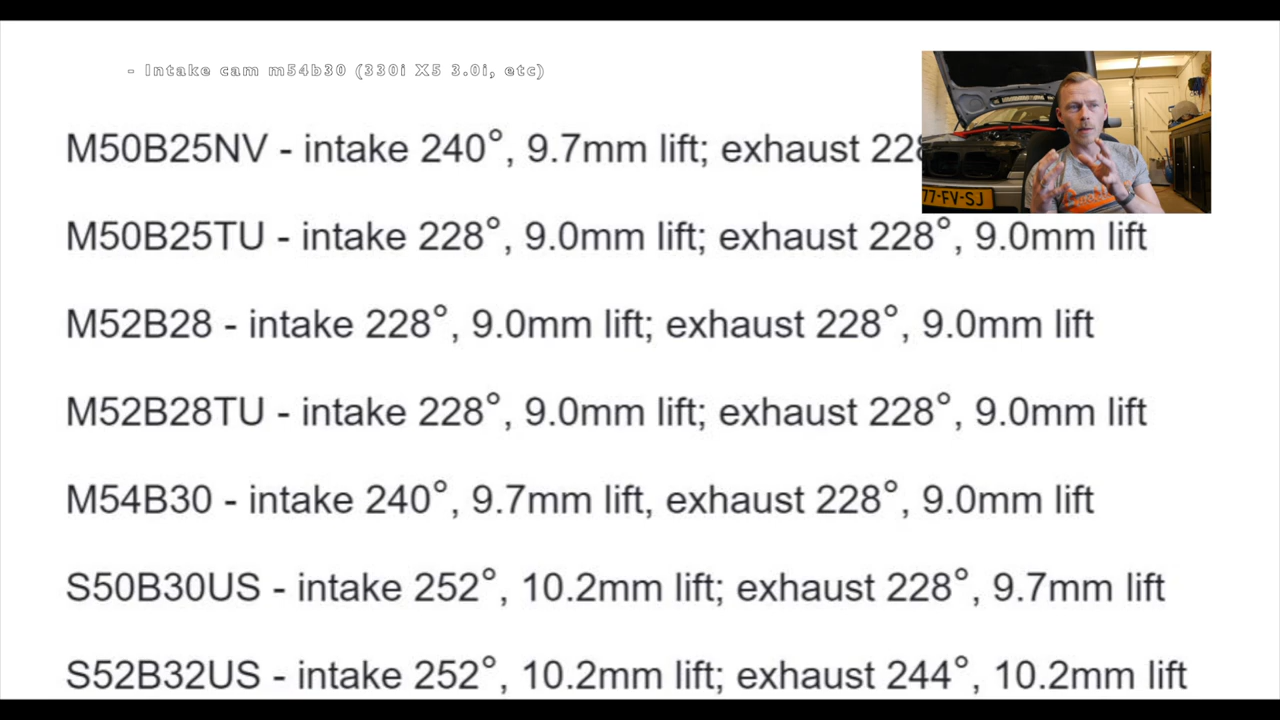 - Intake cam m54b30 (330i X5 3.0i, etc)
M50B25NV - intake 240°, 9.7mm lift; exhaust 228
77-FV-SJ
M50B25TU - intake 228°, 9.0mm lift; exhaust 228°, 9.0mm lift
M52B28 - intake 228°, 9.0mm lift; exhaust 228°, 9.0mm lift
M52B28TU - intake 228°, 9.0mm lift; exhaust 228°, 9.0mm lift
M54B30 - intake 240°, 9.7mm lift, exhaust 228°, 9.0mm lift
S50B30US - intake 252°, 10.2mm lift; exhaust 228°, 9.7mm lift
S52B32US - intake 252°, 10.2mm lift; exhaust 244°, 10.2mm lift